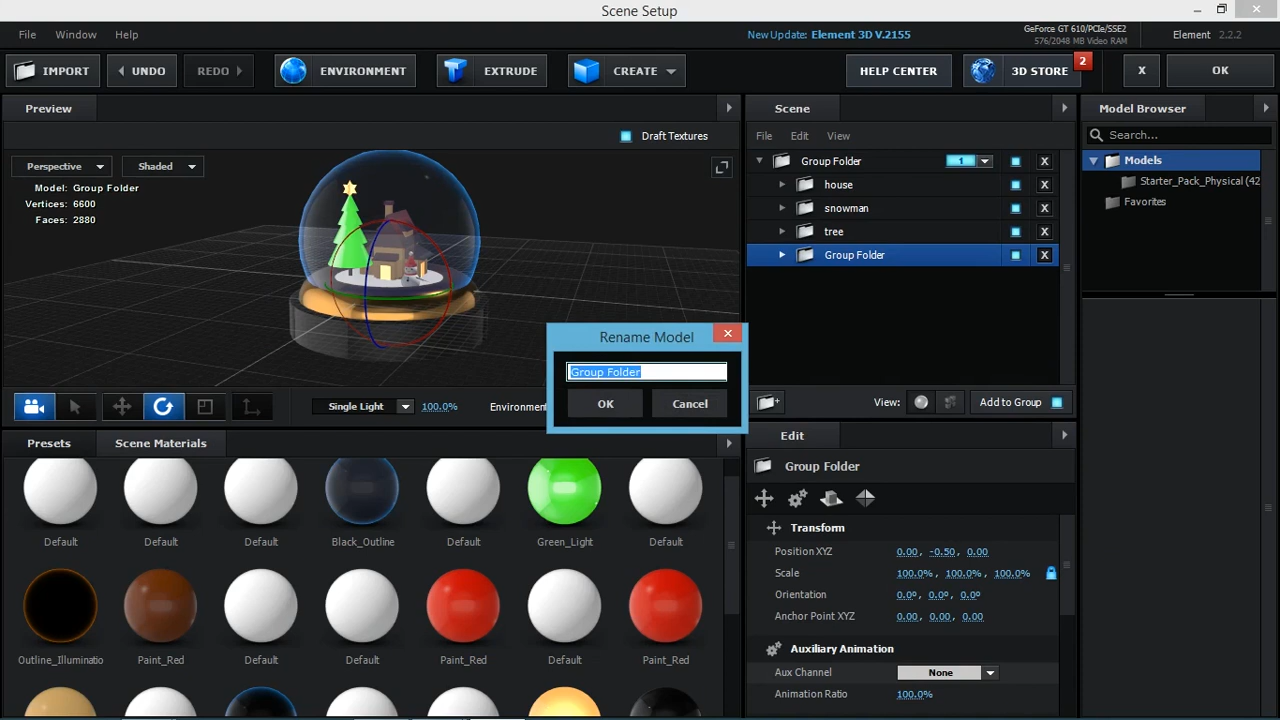 Scene Setup
File Window Help
New Update: Element 3D V.2155
GeForce GT 610/PCIe/SSE2
576/2048 MB Video RAM
Element 2.2.2
IMPORT
UNDO
REDO
ENVIRONMENT
EXTRUDE
CREATE
HELP CENTER
3D STORE
2
X
OK
Preview
Draft Textures
Perspective
Shaded
Model: Group Folder
Vertices: 6600
Faces: 2880
Scene
File Edit View
Group Folder 1 X
house X
snowman X
tree X
Group Folder X
Model Browser
Search...
Models
Starter_Pack_Physical (42
Favorites
Rename Model
Group Folder
OK Cancel
Single Light 100.0% Environmen
View: Add to Group
Presets Scene Materials
Default Default Default Black_Outline Default Green_Light Default
Outline_Illuminatio Paint_Red Default Default Paint_Red Default Paint_Red
Edit
Group Folder
Transform
Position XYZ 0.00, -0.50, 0.00
Scale 100.0%, 100.0%, 100.0%
Orientation 0.0º, 0.0º, 0.0º
Anchor Point XYZ 0.00, 0.00, 0.00
Auxiliary Animation
Aux Channel None
Animation Ratio 100.0%